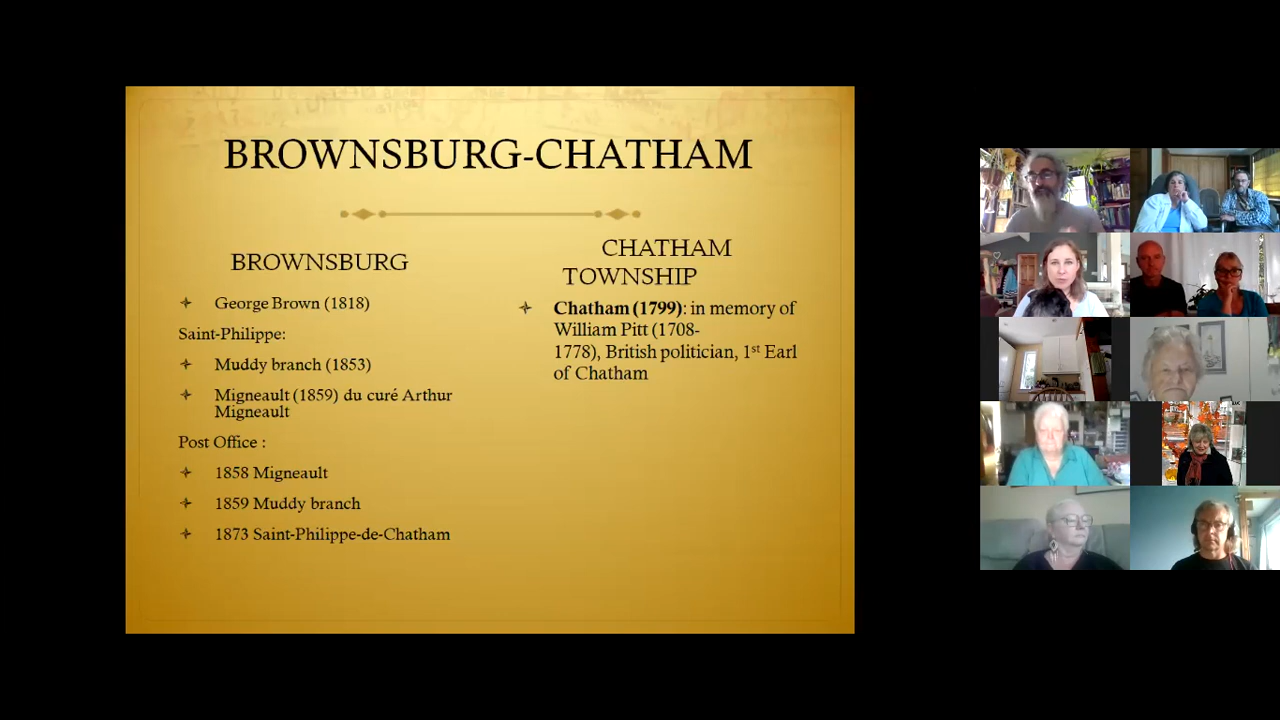 BROWNSBURG-CHATHAM
BROWNSBURG
George Brown (1818)
Saint-Philippe:
Muddy branch (1853)
Migneault (1859) du curé Arthur
Migneault
Post Office :
1858 Migneault
1859 Muddy branch
1873 Saint-Philippe-de-Chatham
CHATHAM
TOWNSHIP
Chatham (1799): in memory of
William Pitt (1708-
1778), British politician, 1st Earl
of Chatham